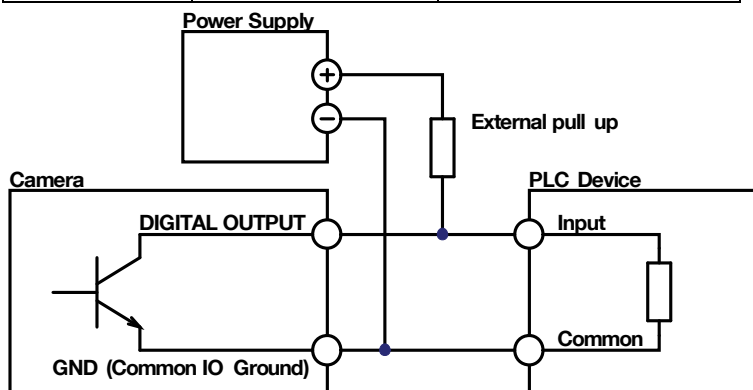 Power Supply
+
−
External pull up
Camera
PLC Device
DIGITAL OUTPUT
Input
Common
GND (Common IO Ground)